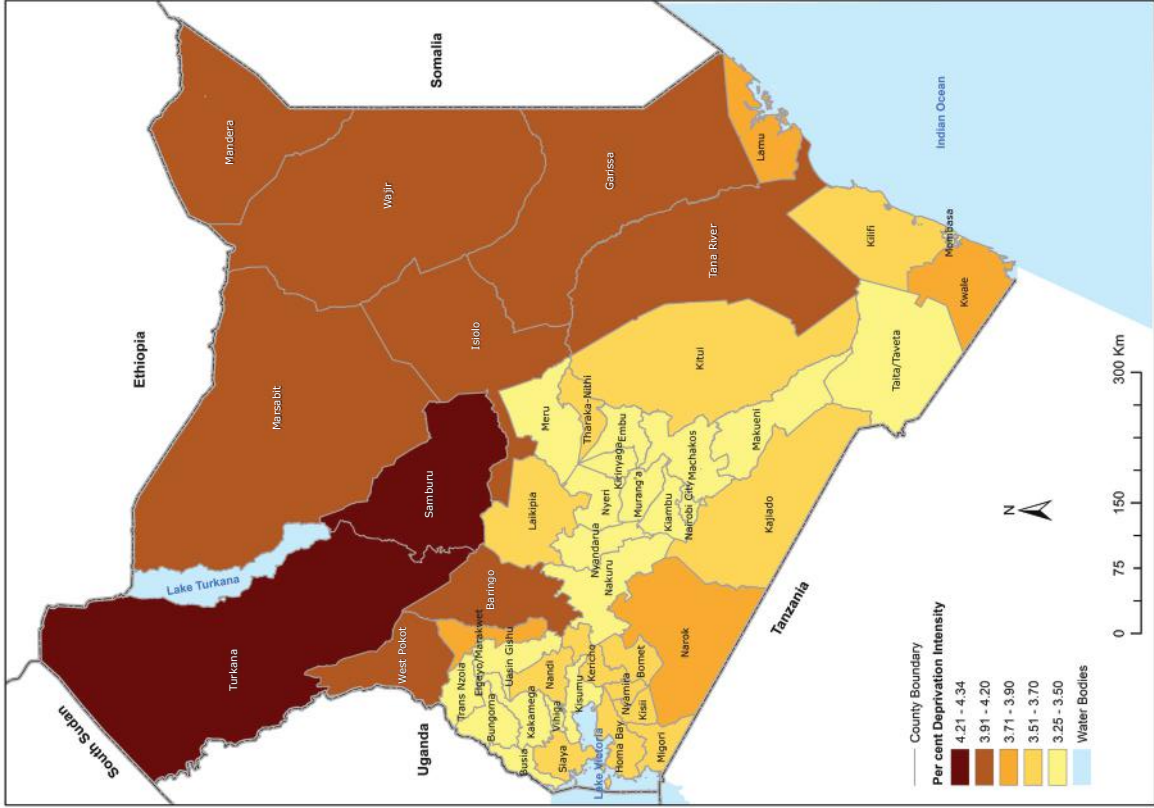 South Sudan
Ethiopia
Somalia
Uganda
Tanzania
Indian Ocean
Lake Turkana
Lake Victoria
Turkana
Marsabit
Mandera
Wajir
Samburu
Isiolo
Garissa
West Pokot
Baringo
Laikipia
Meru
Tharaka-Nithi
Tana River
Lamu
Trans Nzoia
Elgeyo/Marakwet
Uasin Gishu
Bungoma
Kakamega
Nandi
Busia
Vihiga
Siaya
Kisumu
Kericho
Nyandarua
Nakuru
Nyeri
Kirinyaga
Embu
Murang'a
Kiambu
Nairobi City
Machakos
Kitui
Homa Bay
Nyamira
Kisii
Bomet
Migori
Narok
Kajiado
Makueni
Taita/Taveta
Kilifi
Mombasa
Kwale
N
0 75 150 300 Km
County Boundary
Per cent Deprivation Intensity
4.21 - 4.34
3.91 - 4.20
3.71 - 3.90
3.51 - 3.70
3.25 - 3.50
Water Bodies